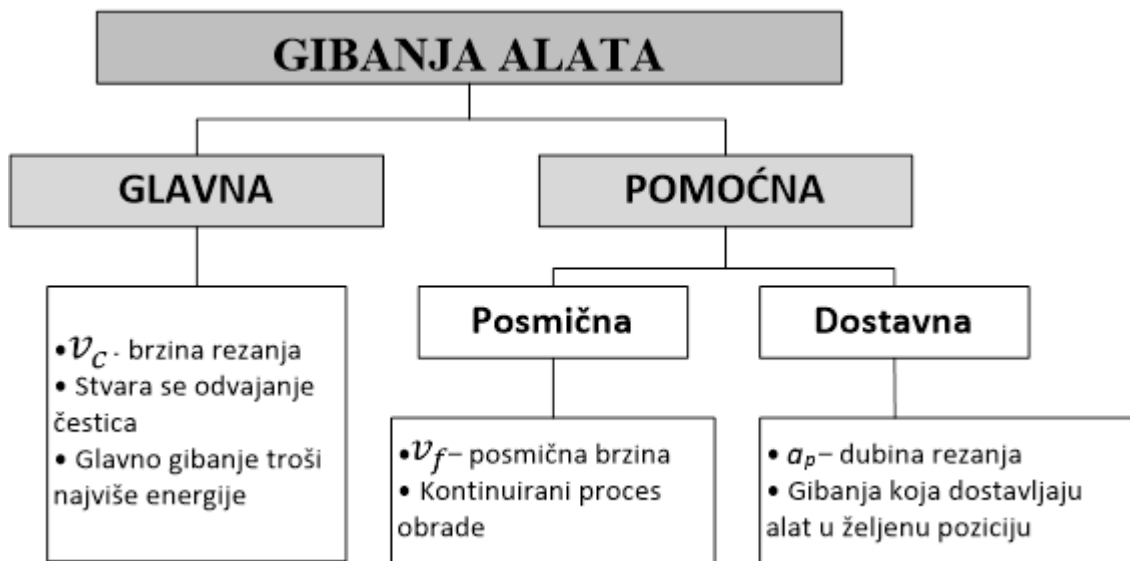 GIBANJA ALATA
GLAVNA
POMOĆNA
•𝑣c - brzina rezanja
• Stvara se odvajanje
čestica
• Glavno gibanje troši
najviše energije
Posmična
•𝑣f – posmična brzina
• Kontinuirani proces
obrade
Dostavna
• ap – dubina rezanja
• Gibanja koja dostavljaju
alat u željenu poziciju